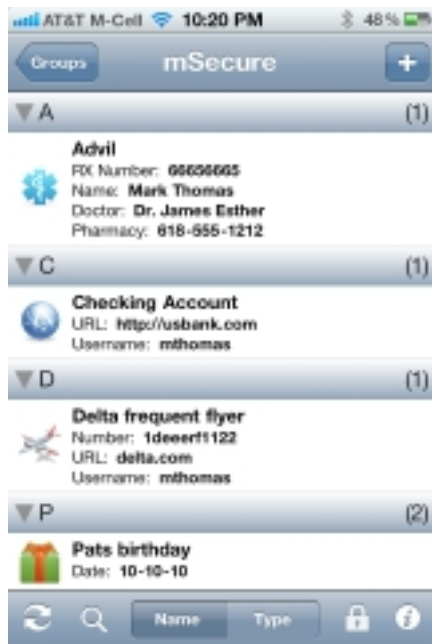 AT&T M-Cell 10:20 PM 48%
Groups mSecure +
A (1)
Advil
RX Number: 66656665
Name: Mark Thomas
Doctor: Dr. James Esther
Pharmacy: 618-555-1212
C (1)
Checking Account
URL: http://usbank.com
Username: mthomas
D (1)
Delta frequent flyer
Number: 1deeerf1122
URL: delta.com
Username: mthomas
P (2)
Pats birthday
Date: 10-10-10
Name Type